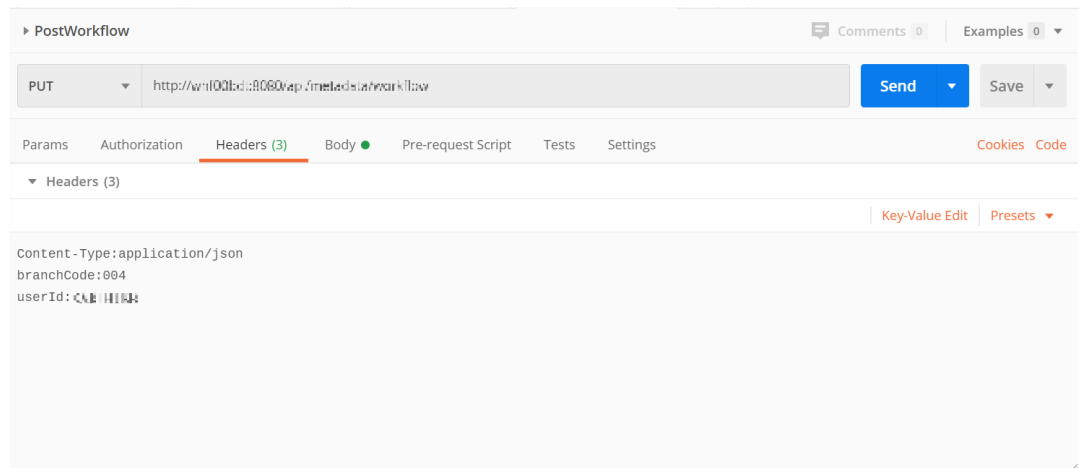 PostWorkflow
Comments 0
Examples 0
PUT
http://
Send
Save
Params Authorization Headers (3) Body Pre-request Script Tests Settings
Cookies Code
Headers (3)
Key-Value Edit
Presets
Content-Type:application/json
branchCode:004
userId: